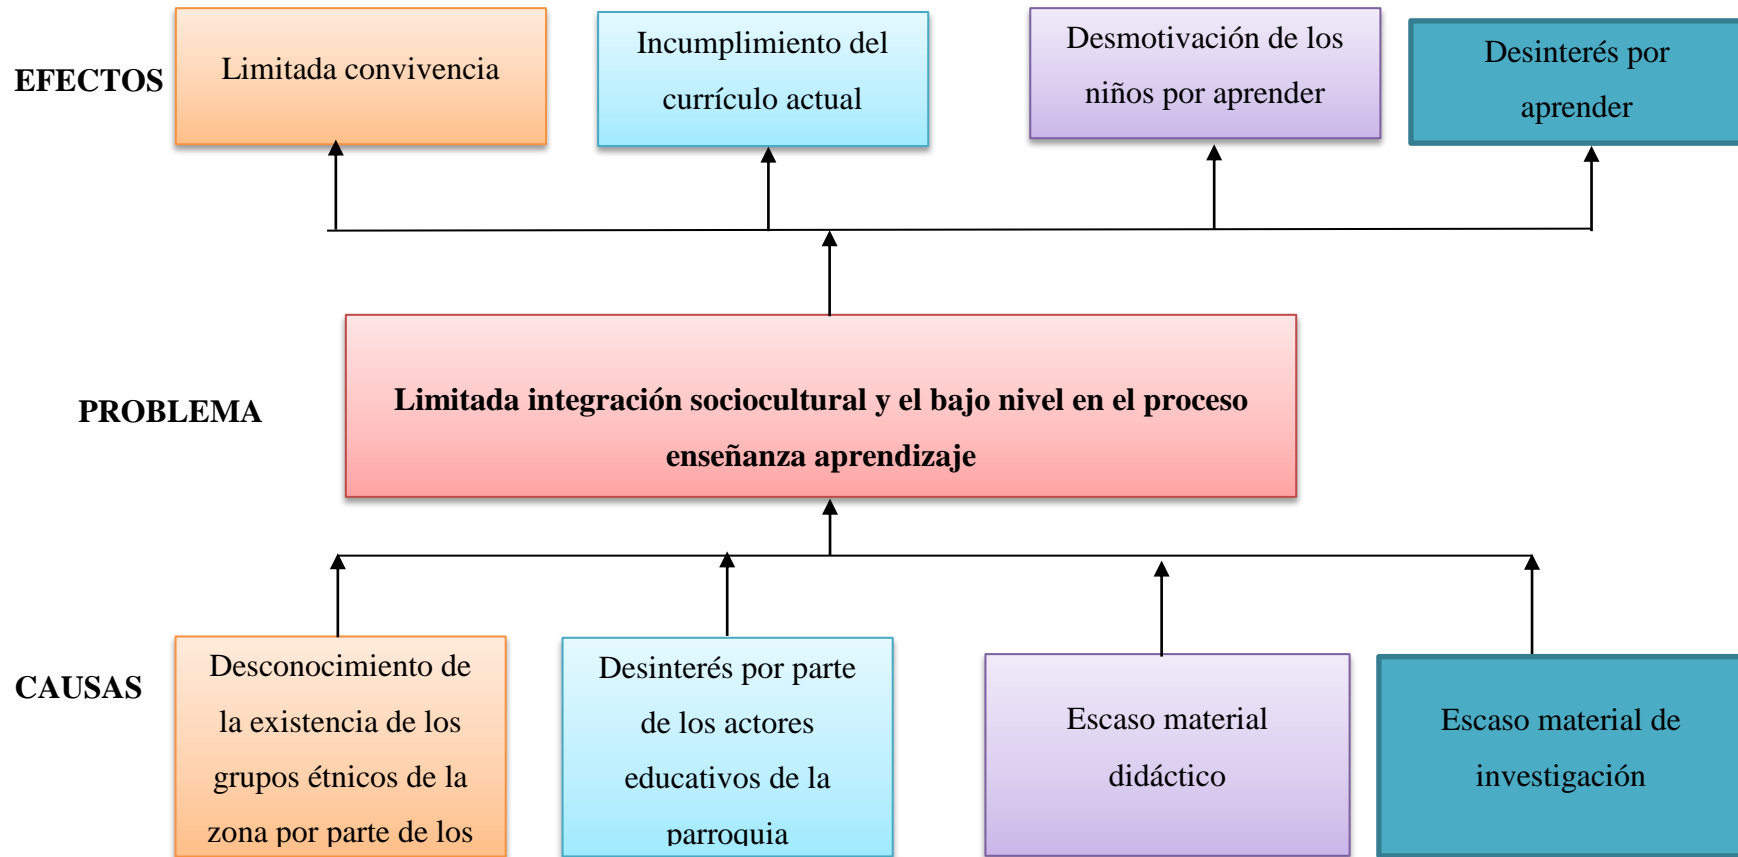 EFECTOS
Limitada convivencia
Incumplimiento del
currículo actual
Desmotivación de los
niños por aprender
Desinterés por
aprender
PROBLEMA
Limitada integración sociocultural y el bajo nivel en el proceso
enseñanza aprendizaje
CAUSAS
Desconocimiento de
la existencia de los
grupos étnicos de la
zona por parte de los
Desinterés por parte
de los actores
educativos de la
parroquia
Escaso material
didáctico
Escaso material de
investigación